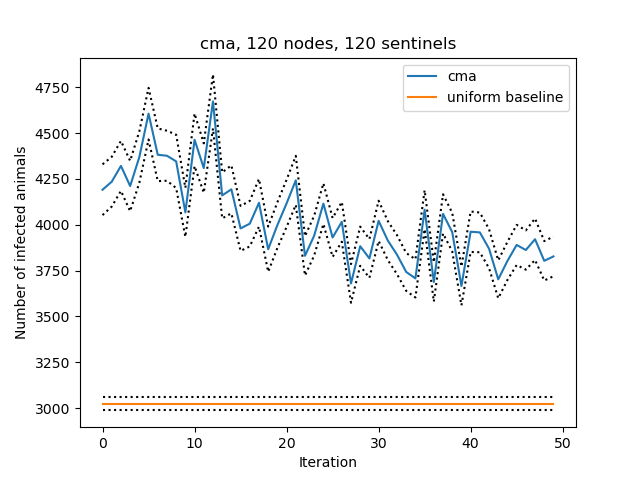 cma, 120 nodes, 120 sentinels
cma
uniform baseline
Number of infected animals
4750
4500
4250
4000
3750
3500
3250
3000
0 10 20 30 40 50
Iteration